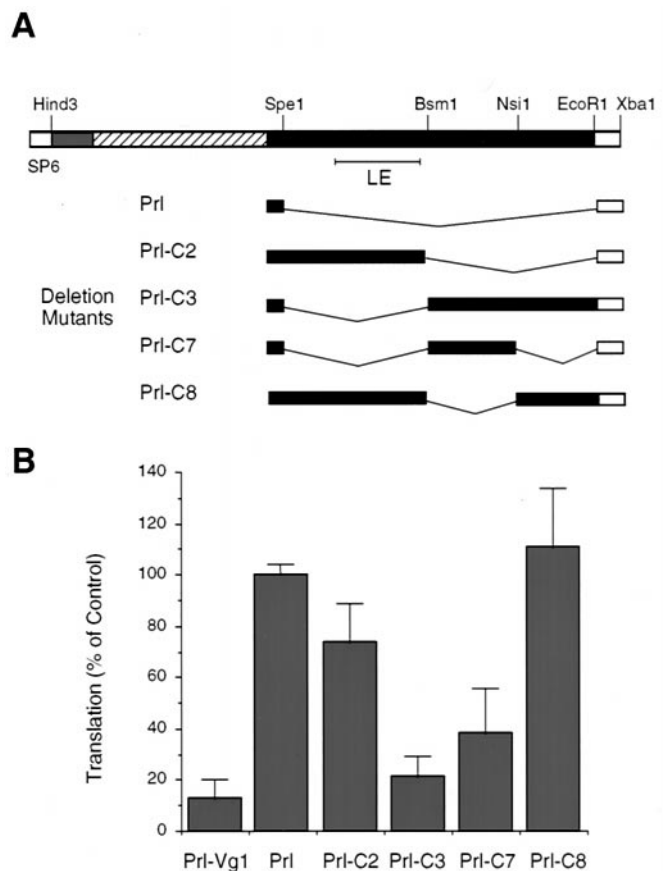 A
Hind3 Spe1 Bsm1 Nsi1 EcoR1 Xba1
SP6
LE
Prl
Prl-C2
Deletion
Mutants
Prl-C3
Prl-C7
Prl-C8
B
Translation (% of Control)
140
120
100
80
60
40
20
0
Prl-Vg1 Prl Prl-C2 Prl-C3 Prl-C7 Prl-C8